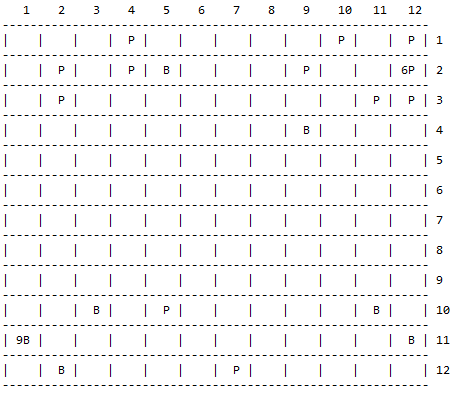 1 2 3 4 5 6 7 8 9 10 11 12
-------------------------------------------------------------
| | | | P | | | | | | P | | P | 1
-------------------------------------------------------------
| | P | | P | B | | | | P | | | 6P | 2
-------------------------------------------------------------
| | P | | | | | | | | | P | P | 3
-------------------------------------------------------------
| | | | | | | | | B | | | | 4
-------------------------------------------------------------
| | | | | | | | | | | | | 5
-------------------------------------------------------------
| | | | | | | | | | | | | 6
-------------------------------------------------------------
| | | | | | | | | | | | | 7
-------------------------------------------------------------
| | | | | | | | | | | | | 8
-------------------------------------------------------------
| | | | | | | | | | | | | 9
-------------------------------------------------------------
| | | B | | P | | | | | | B | | 10
-------------------------------------------------------------
| 9B | | | | | | | | | | | B | 11
-------------------------------------------------------------
| | B | | | | | P | | | | | | 12
-------------------------------------------------------------